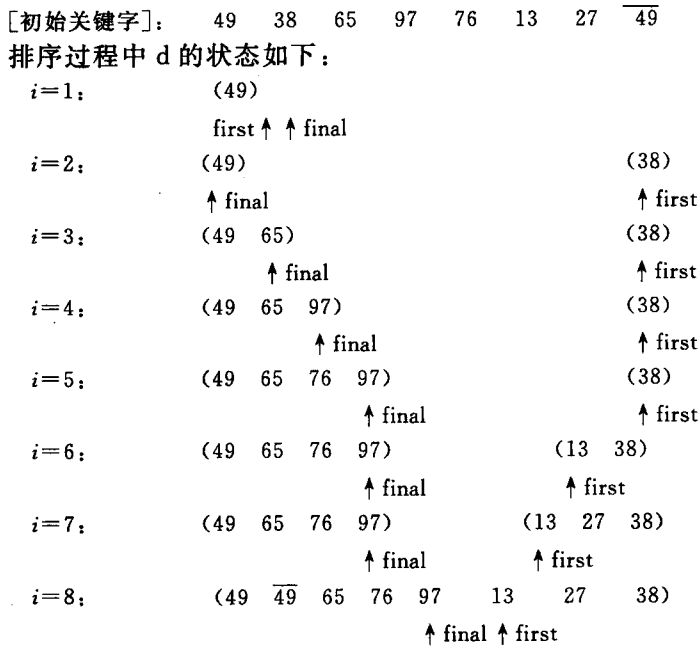 [初始关键字]: 49 38 65 97 76 13 27 4̅9̅
排序过程中 d 的状态如下：
i=1: (49)
first ↑ ↑ final
i=2: (49) (38)
↑ final ↑ first
i=3: (49 65) (38)
↑ final ↑ first
i=4: (49 65 97) (38)
↑ final ↑ first
i=5: (49 65 76 97) (38)
↑ final ↑ first
i=6: (49 65 76 97) (13 38)
↑ final ↑ first
i=7: (49 65 76 97) (13 27 38)
↑ final ↑ first
i=8: (49 4̅9̅ 65 76 97 13 27 38)
↑ final ↑ first